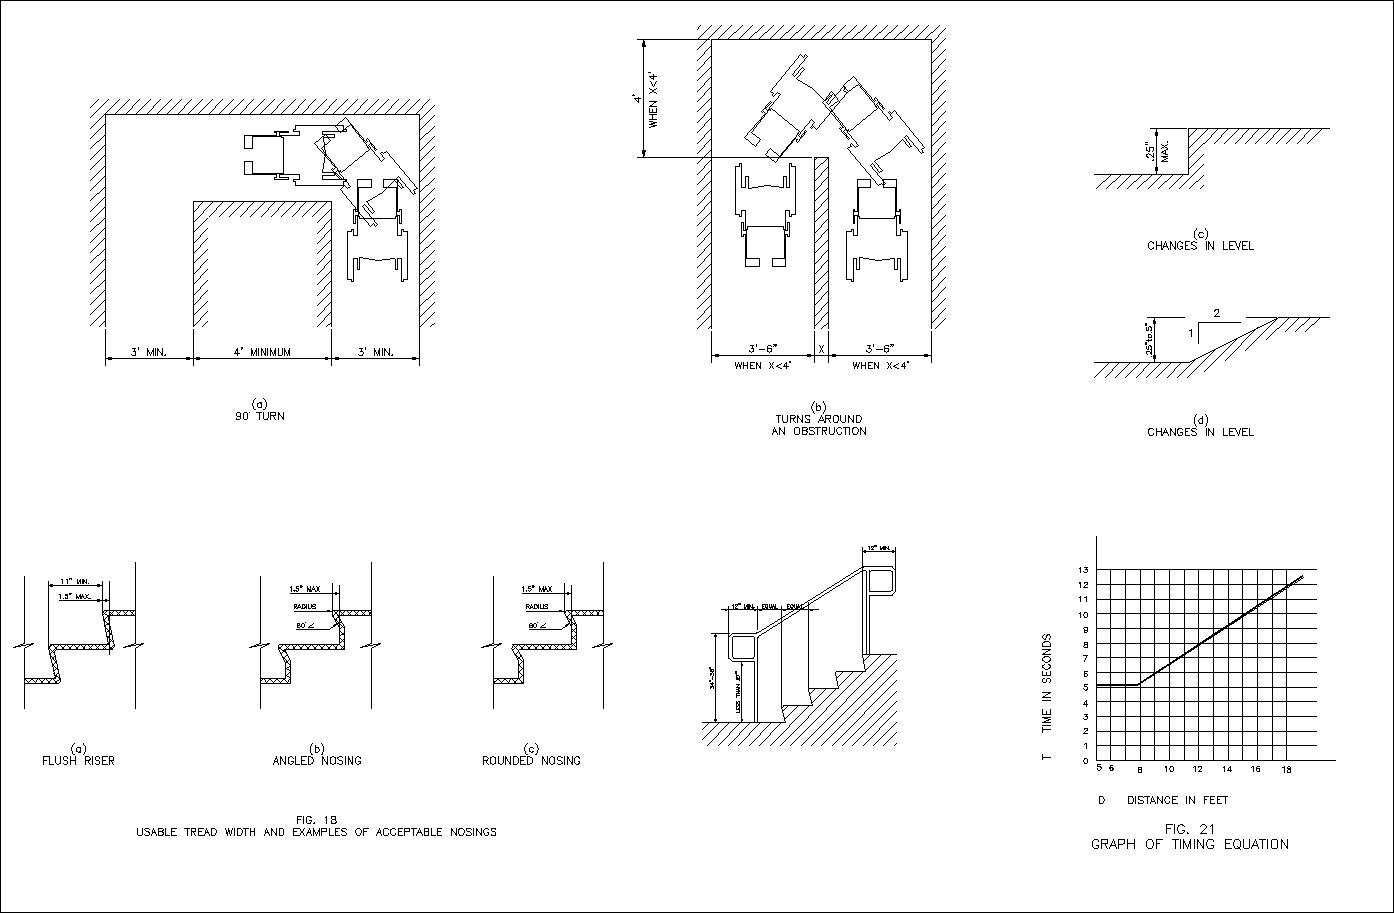 3' MIN.
4' MINIMUM
3' MIN.
(a)
90 TURN
4'
WHEN X<4'
3'-6"
X
3'-6"
WHEN X<4'
WHEN X<4'
(b)
TURNS AROUND
AN OBSTRUCTION
.25"
MAX.
(c)
CHANGES IN LEVEL
.25"to.5"
1
2
(d)
CHANGES IN LEVEL
11" MIN.
1.5" MAX.
(a)
FLUSH RISER
1.5" MAX
RADIUS
60°∠
(b)
ANGLED NOSING
1.5" MAX
RADIUS
60°∠
(c)
ROUNDED NOSING
FIG. 18
USABLE TREAD WIDTH AND EXAMPLES OF ACCEPTABLE NOSINGS
12" MIN.
12" MIN.
EQUAL
EQUAL
34"-38"
LESS THAN 27"
T TIME IN SECONDS
13
12
11
10
9
8
7
6
5
4
3
2
1
0
5 6 8 10 12 14 16 18
D DISTANCE IN FEET
FIG. 21
GRAPH OF TIMING EQUATION